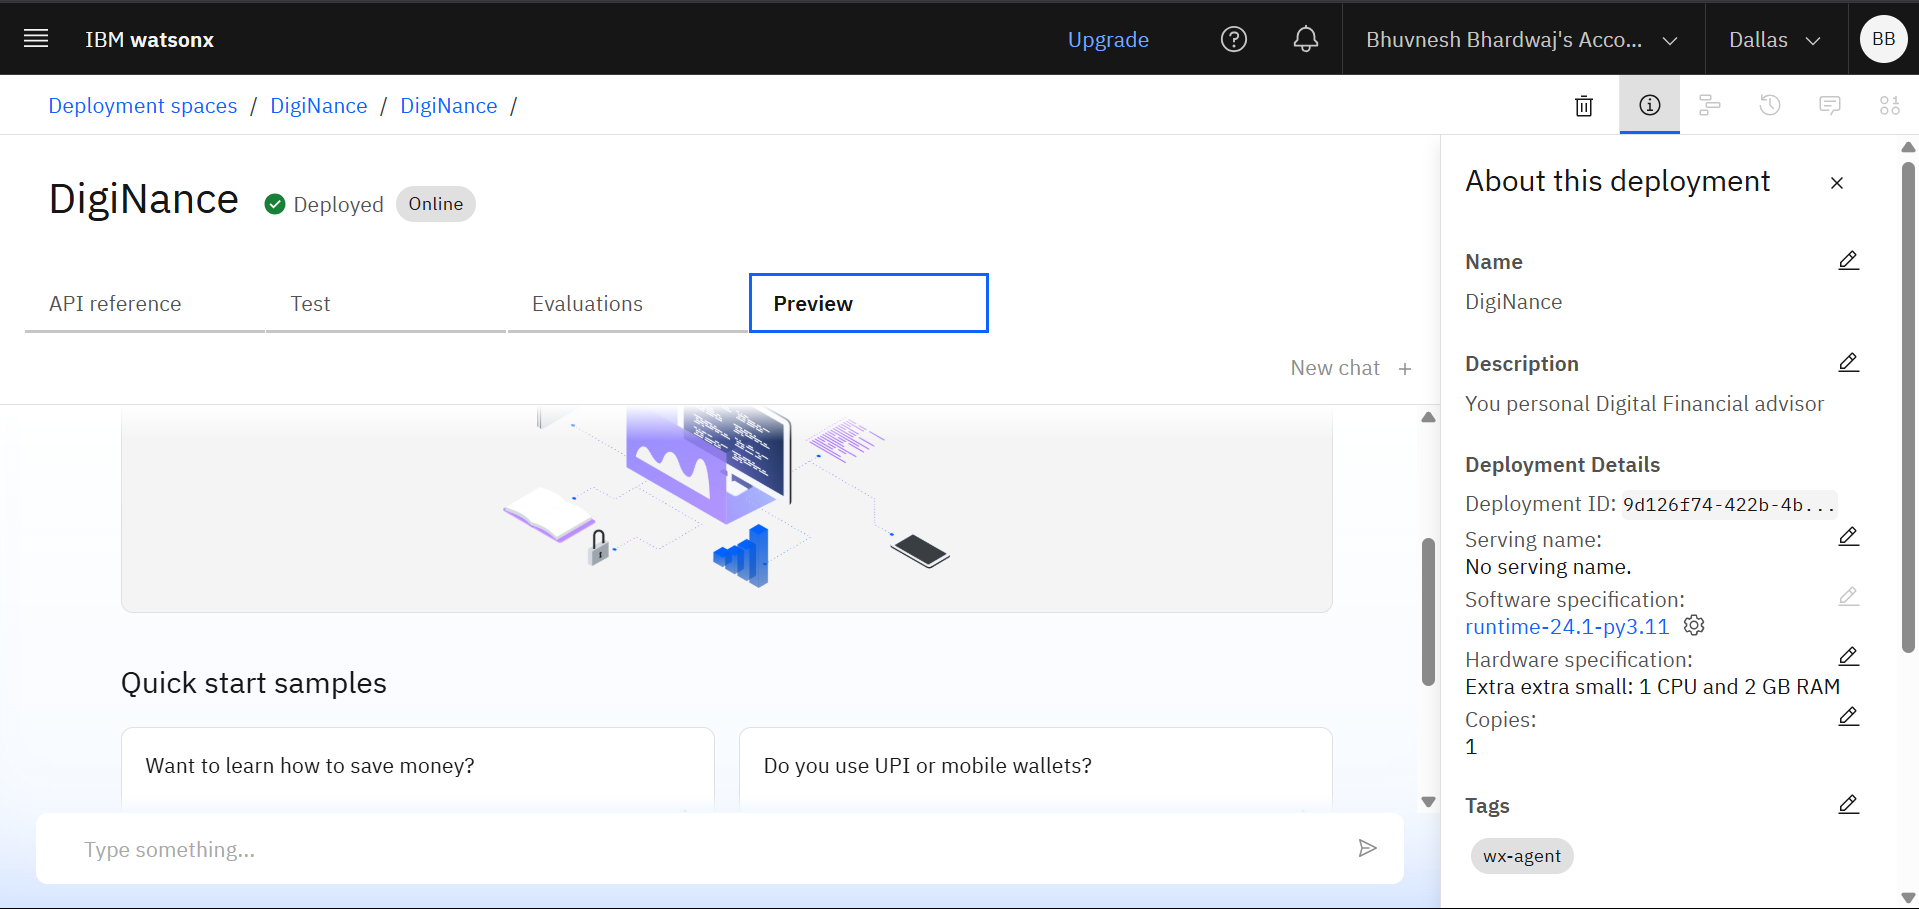 IBM watsonx
Upgrade
Bhuvnesh Bhardwaj's Acco...
Dallas
BB
Deployment spaces / DigiNance / DigiNance /
DigiNance
Deployed
Online
API reference
Test
Evaluations
Preview
New chat +
Quick start samples
Want to learn how to save money?
Do you use UPI or mobile wallets?
Type something...
About this deployment
Name
DigiNance
Description
You personal Digital Financial advisor
Deployment Details
Deployment ID: 9d126f74-422b-4b...
Serving name:
No serving name.
Software specification:
runtime-24.1-py3.11
Hardware specification:
Extra extra small: 1 CPU and 2 GB RAM
Copies:
1
Tags
wx-agent